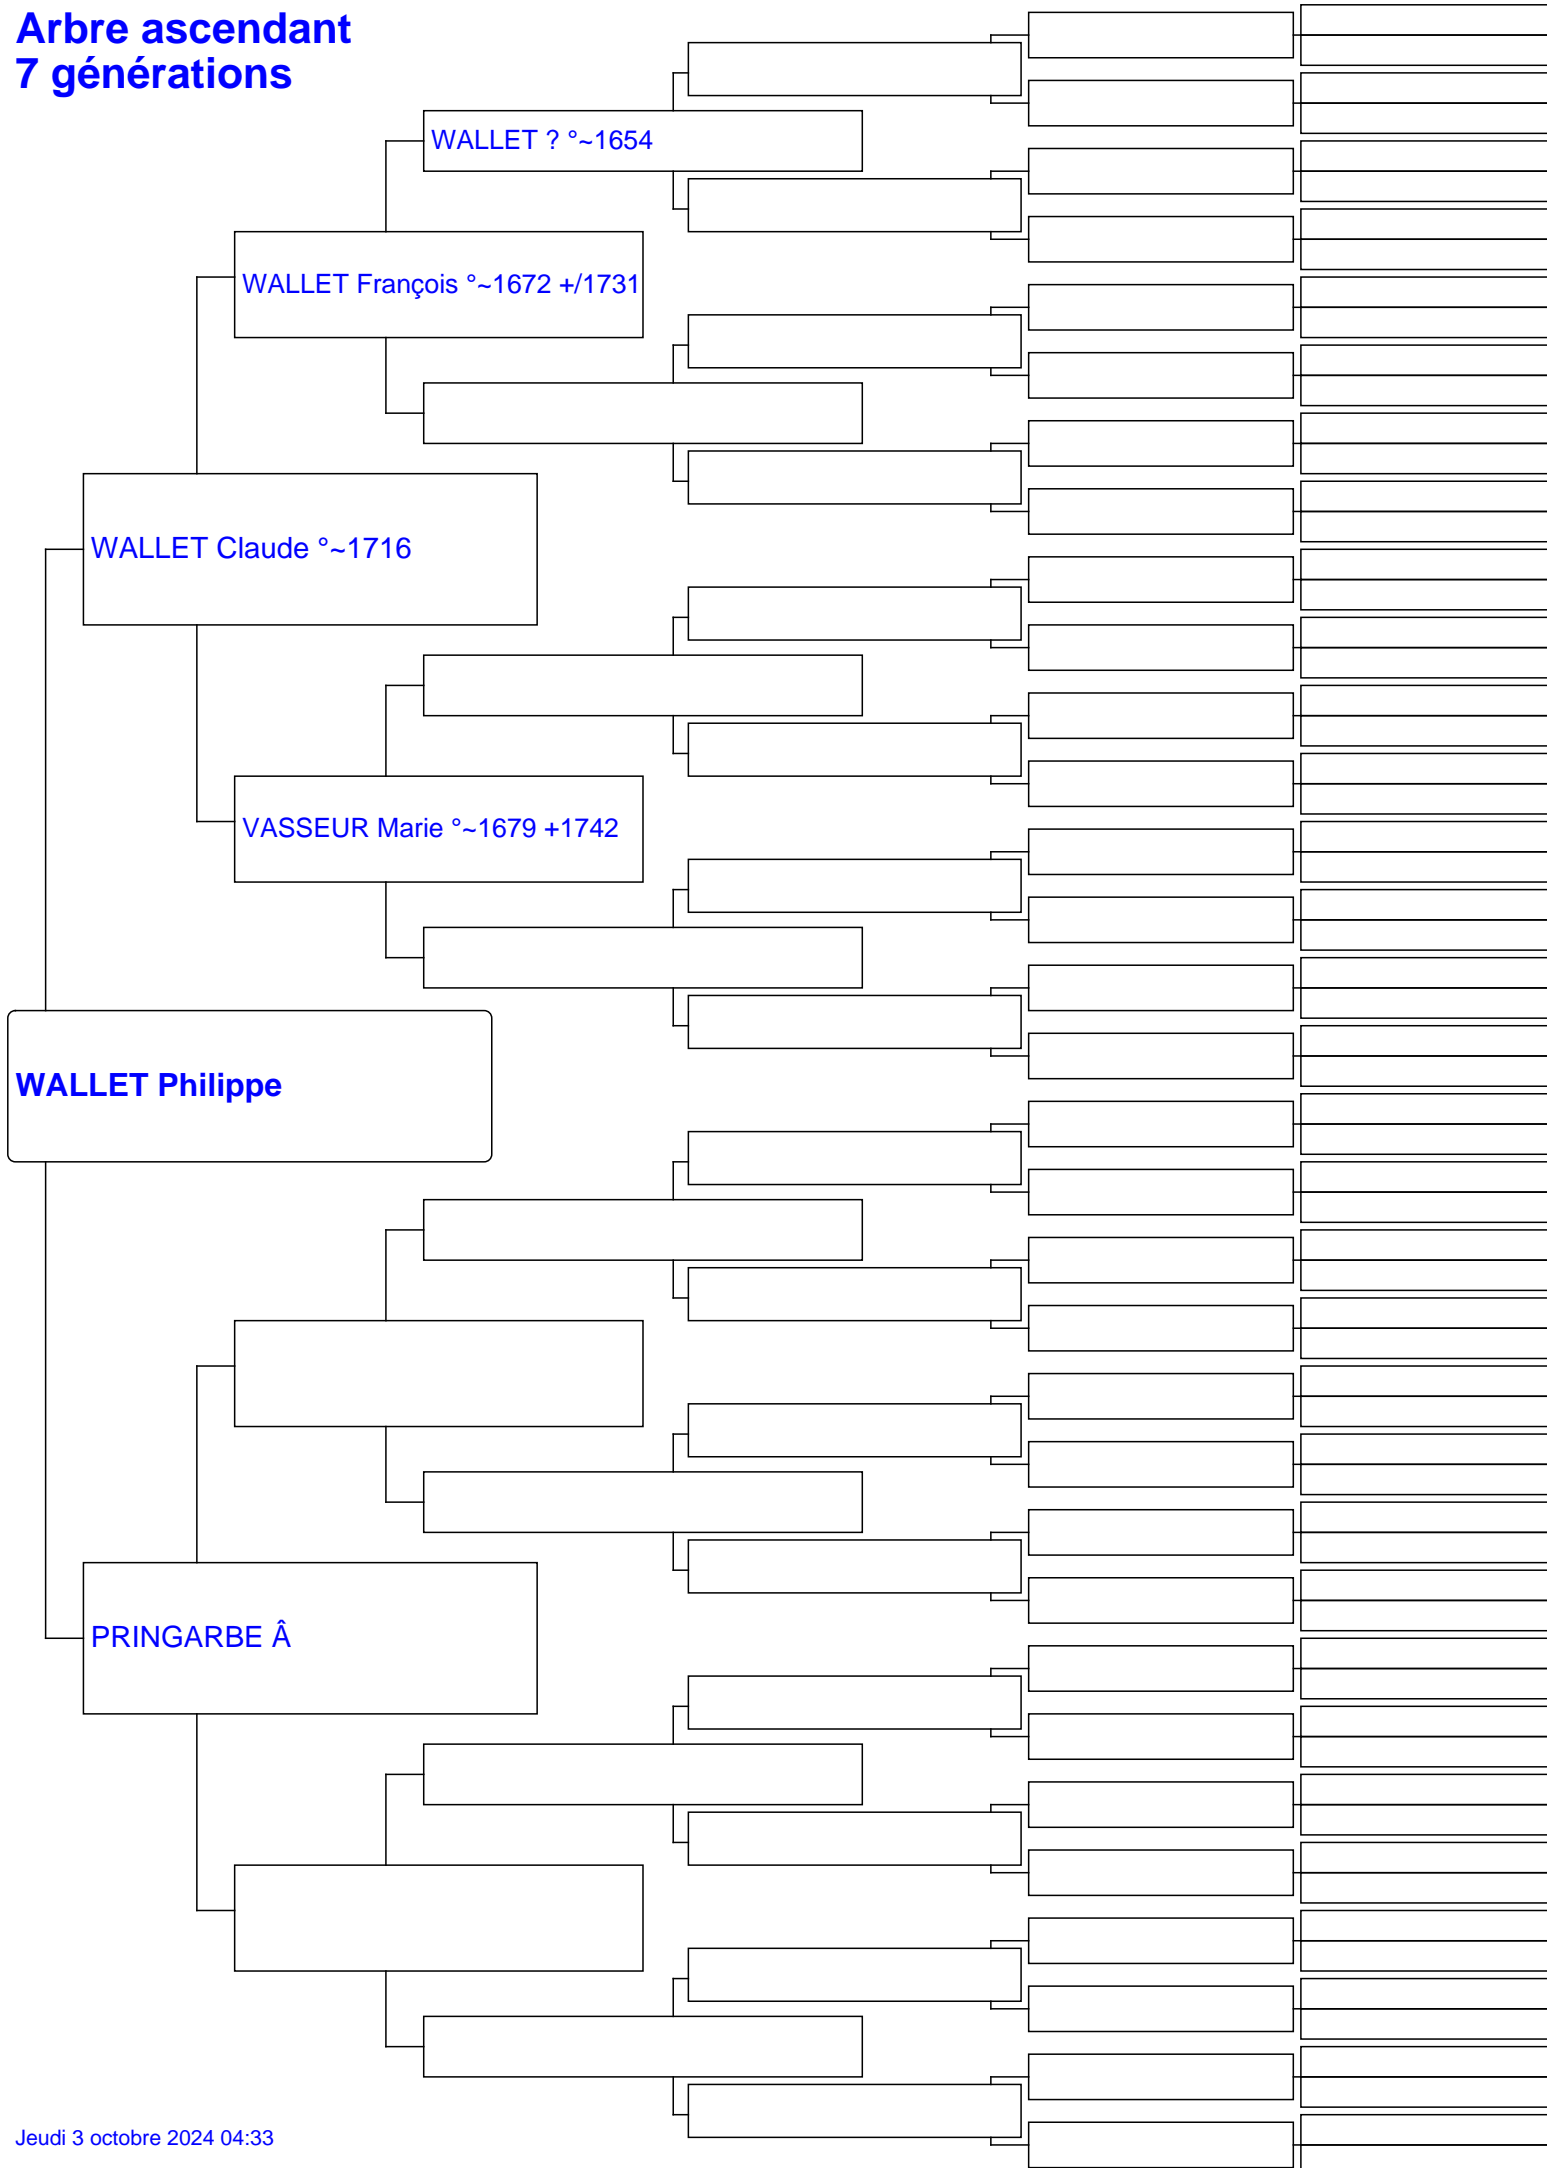 Arbre ascendant
7 générations
WALLET ? °~1654
WALLET François °~1672 +/1731
WALLET Claude °~1716
VASSEUR Marie °~1679 +1742
WALLET Philippe
PRINGARBE Â
Jeudi 3 octobre 2024 04:33